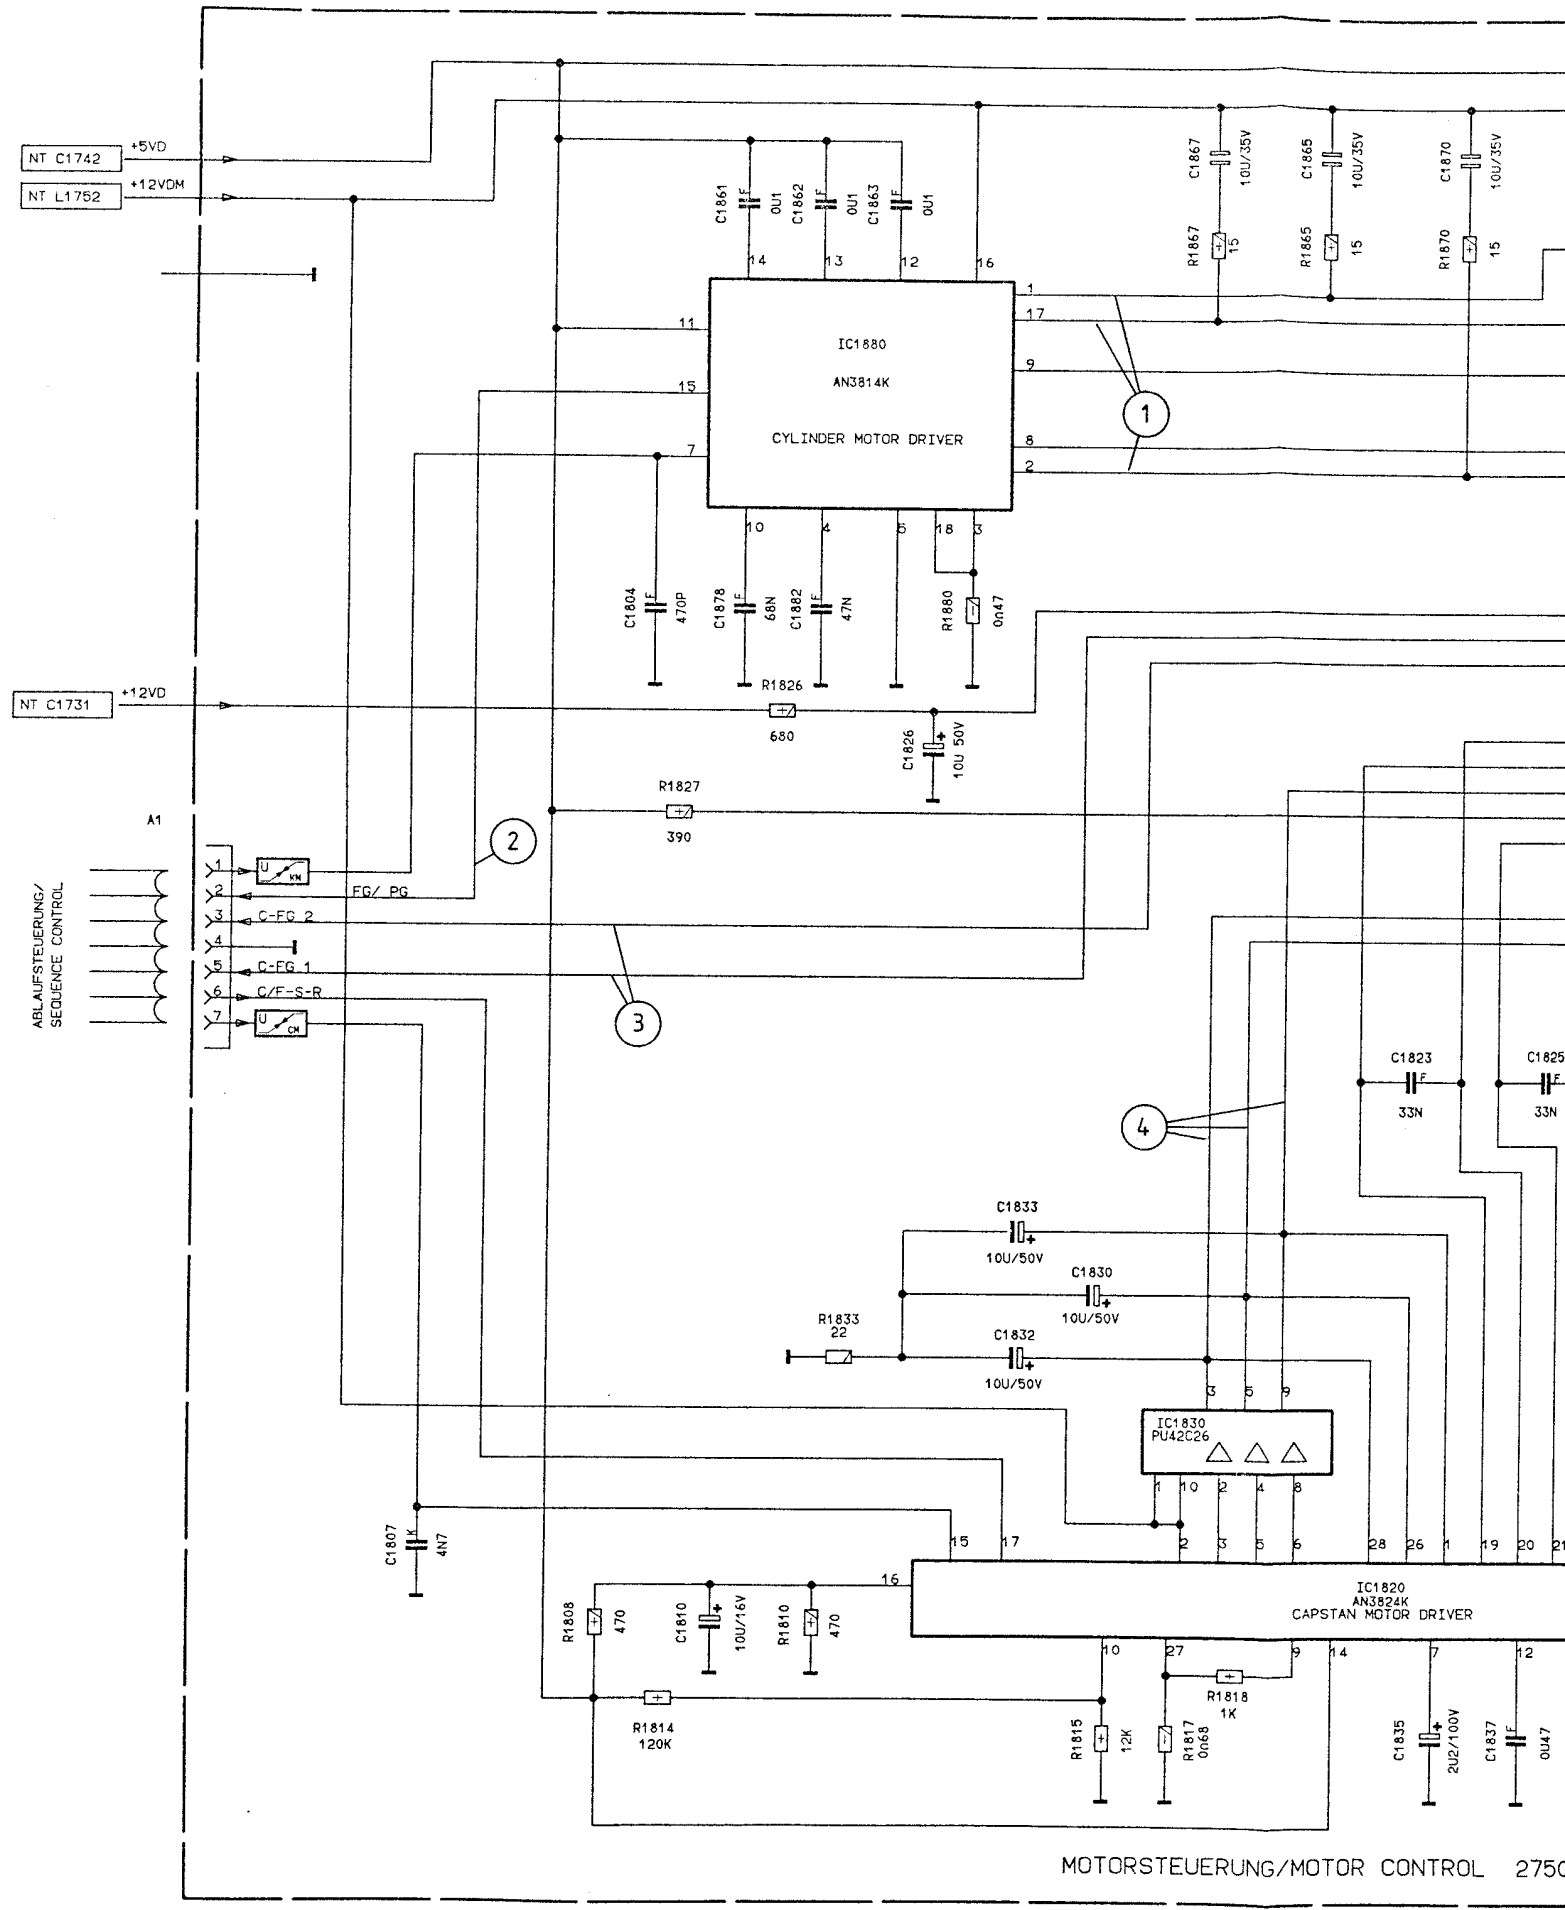 NT C1742
+5VD
NT L1752
+12VDM
C1861
F
0U1
C1862
F
0U1
C1863
F
0U1
C1867
10U/35V
C1865
10U/35V
C1870
10U/35V
R1867
15
R1865
15
R1870
15
14
13
12
16
11
15
7
IC1880
AN3814K
CYLINDER MOTOR DRIVER
1
17
9
8
2
1
10
4
5
18
3
C1804
F
470P
C1878
F
68N
C1882
F
47N
R1880
0n47
NT C1731
+12VD
R1826
680
C1826
+
10U 50V
R1827
390
2
A1
ABLAUFSTEUERUNG/
SEQUENCE CONTROL
1
U
KM
2
FG/ PG
3
C-FG 2
4
5
C-FG 1
6
C/F-S-R
7
U
CM
3
C1823
F
33N
C1825
F
33N
4
C1833
+
10U/50V
C1830
+
10U/50V
R1833
22
C1832
+
10U/50V
3
5
9
IC1830
PU42C26
1
10
2
4
8
C1807
K
4N7
15
17
2
3
5
6
28
26
1
19
20
21
16
IC1820
AN3824K
CAPSTAN MOTOR DRIVER
R1808
470
C1810
+
10U/16V
R1810
470
10
27
9
14
7
12
R1818
1K
R1814
120K
R1815
12K
R1817
0n68
C1835
+
2U2/100V
C1837
F
0U47
MOTORSTEUERUNG/MOTOR CONTROL 2750